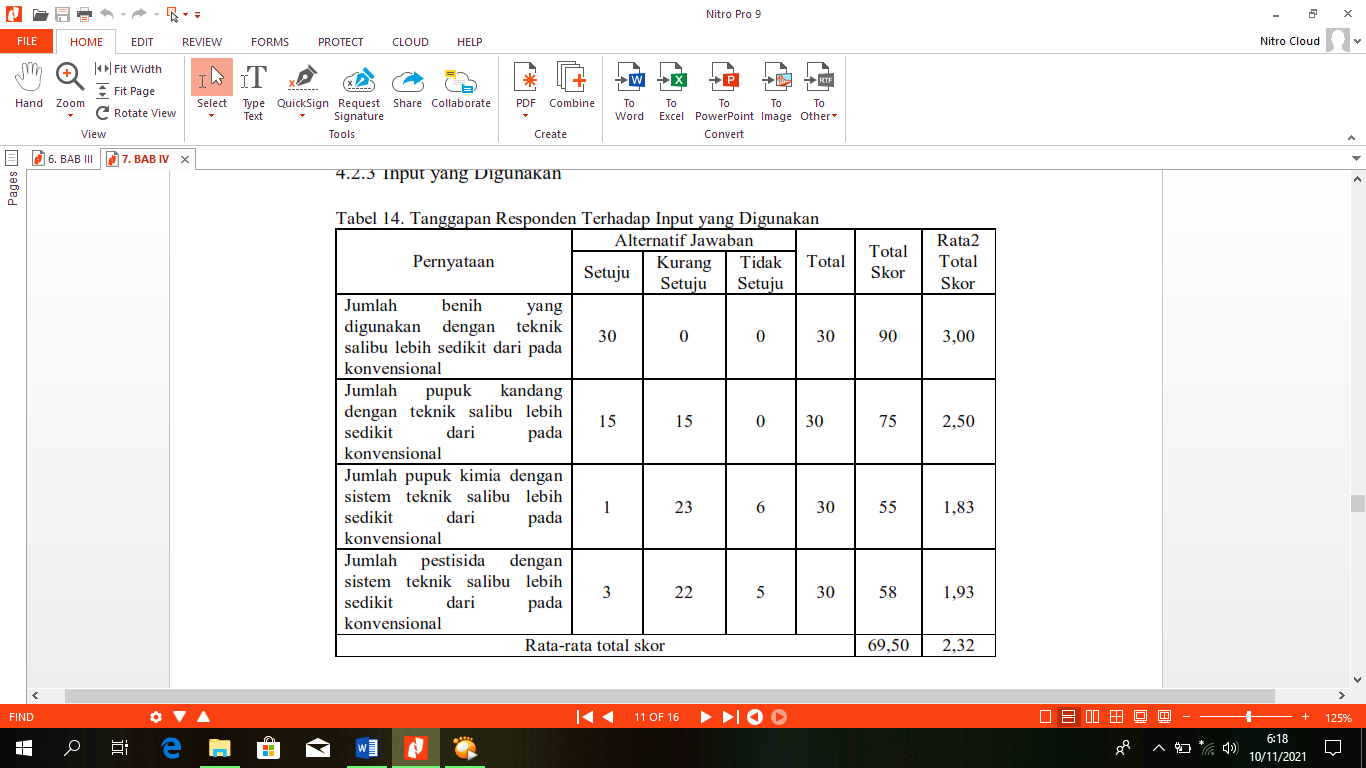 Nitro Pro 9
FILE HOME EDIT REVIEW FORMS PROTECT CLOUD HELP
Nitro Cloud
Hand
Zoom
Fit Width
Fit Page
Rotate View
View
Select
Type
Text
QuickSign
Request
Signature
Share
Collaborate
Tools
PDF
Combine
Create
To
Word
To
Excel
To
PowerPoint
To
Image
To
Other
Convert
6. BAB III
7. BAB IV
Pages
4.2.3 Input yang Digunakan
Tabel 14. Tanggapan Responden Terhadap Input yang Digunakan
Pernyataan
Alternatif Jawaban
Setuju
Kurang
Setuju
Tidak
Setuju
Total
Total
Skor
Rata2
Total
Skor
Jumlah benih yang
digunakan dengan teknik
salibu lebih sedikit dari pada
konvensional
30 0 0 30 90 3,00
Jumlah pupuk kandang
dengan teknik salibu lebih
sedikit dari pada
konvensional
15 15 0 30 75 2,50
Jumlah pupuk kimia dengan
sistem teknik salibu lebih
sedikit dari pada
konvensional
1 23 6 30 55 1,83
Jumlah pestisida dengan
sistem teknik salibu lebih
sedikit dari pada
konvensional
3 22 5 30 58 1,93
Rata-rata total skor 69,50 2,32
FIND
11 OF 16
125%
6:18
10/11/2021